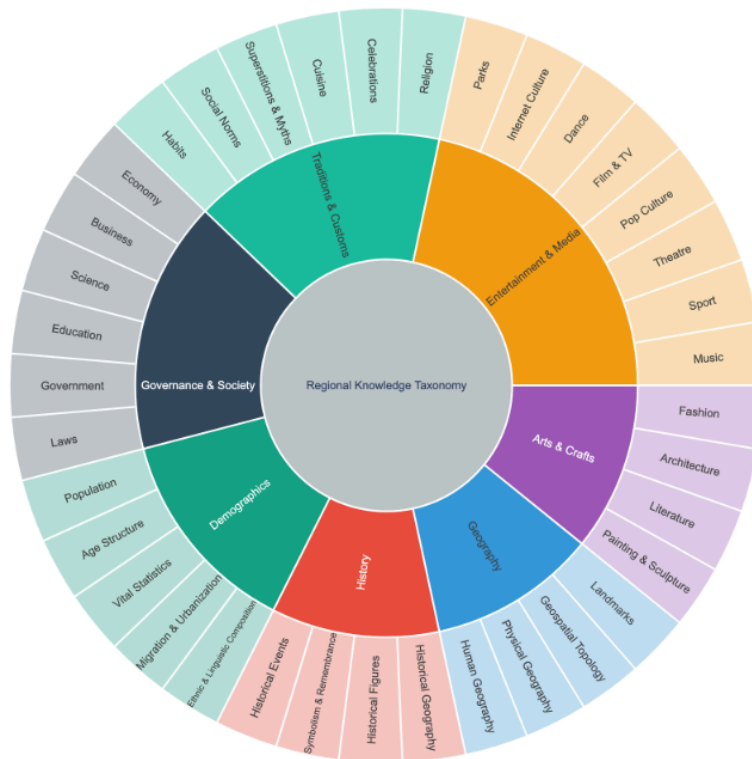 Regional Knowledge Taxonomy
Traditions & Customs
Habits
Social Norms
Superstitions & Myths
Cuisine
Celebrations
Religion
Entertainment & Media
Parks
Internet Culture
Dance
Film & TV
Pop Culture
Theatre
Sport
Music
Arts & Crafts
Fashion
Architecture
Literature
Painting & Sculpture
Geography
Landmarks
Geospatial Topology
Physical Geography
Human Geography
History
Historical Geography
Historical Figures
Symbolism & Remembrance
Historical Events
Demographics
Ethnic & Linguistic Composition
Migration & Urbanization
Vital Statistics
Age Structure
Population
Governance & Society
Laws
Government
Education
Science
Business
Economy